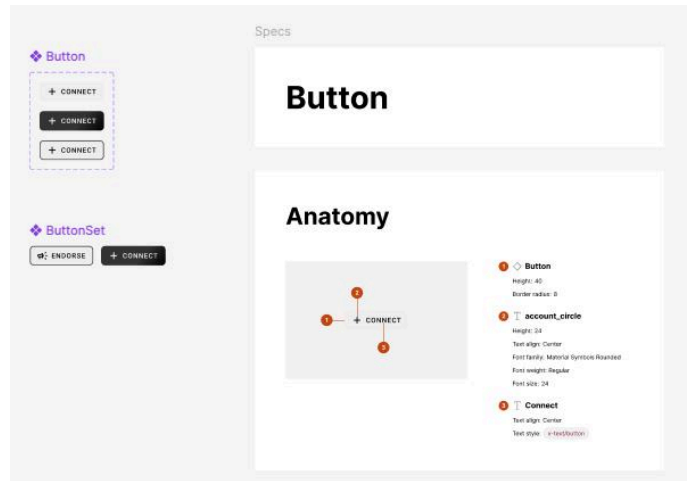 Specs
Button
+ CONNECT
+ CONNECT
+ CONNECT
Button
Anatomy
ButtonSet
ENDORSE
+ CONNECT
2
1
+ CONNECT
3
1 Button
Height: 40
Border radius: 8
2 T account_circle
Height: 24
Text align: Center
Font family: Material Symbols Rounded
Font weight: Regular
Font size: 24
3 T Connect
Text align: Center
Text style: v-text/button